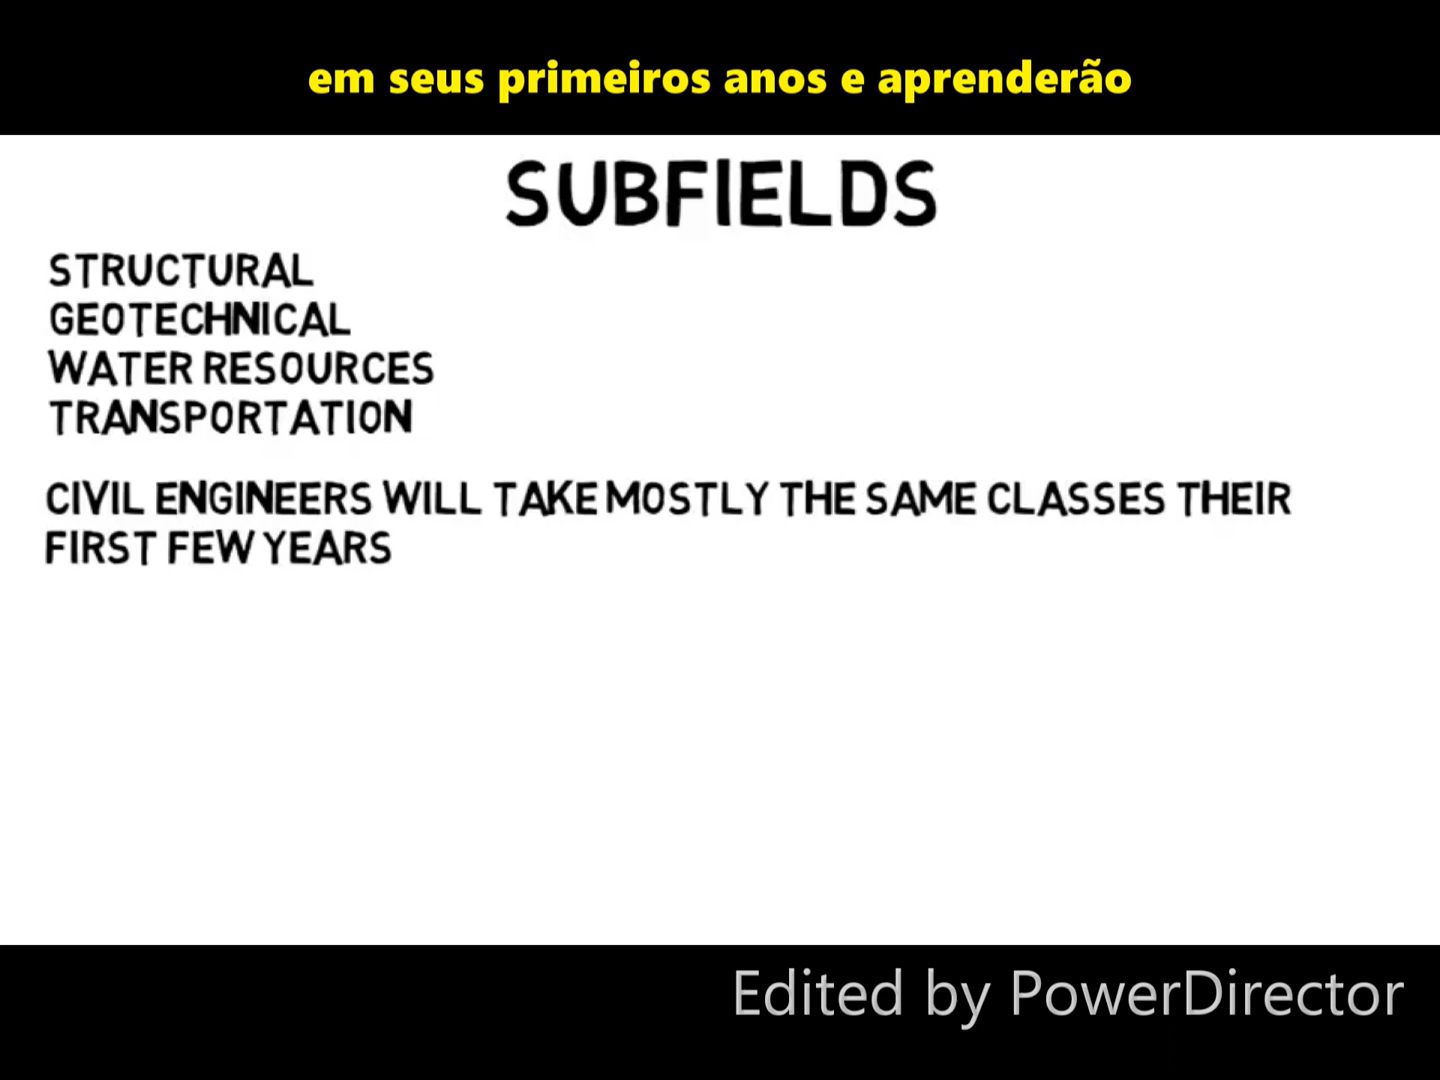 em seus primeiros anos e aprenderão
SUBFIELDS
STRUCTURAL
GEOTECHNICAL
WATER RESOURCES
TRANSPORTATION
CIVIL ENGINEERS WILL TAKE MOSTLY THE SAME CLASSES THEIR
FIRST FEW YEARS
Edited by PowerDirector